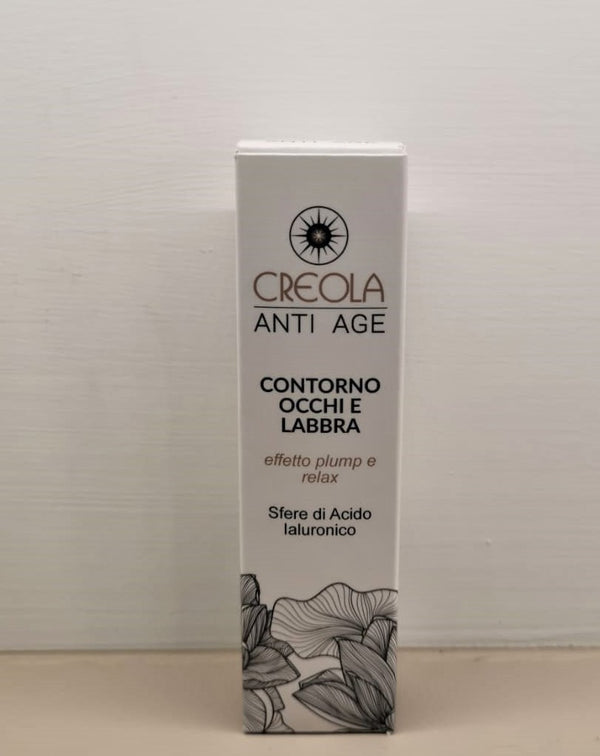 CREOLA
ANTI AGE
CONTORNO
OCCHI E
LABBRA
effetto plump e
relax
Sfere di Acido
Ialuronico